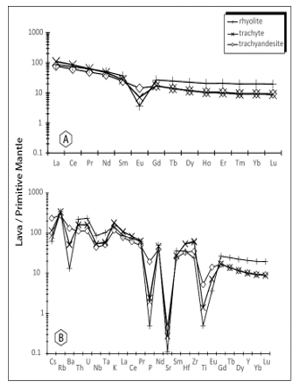 rhyolite
trachyte
trachyandesite
Lava / Primitive Mantle
1000
100
10
1
0.1
A
La Ce Pr Nd Sm Eu Gd Tb Dy Ho Er Tm Yb Lu
1000
100
10
1
0.1
B
Cs Ba U Ta La Pr Nd Sm Zr Eu Tb Y Lu
Rb Th Nb K Ce P Sr Hf Ti Gd Dy Yb